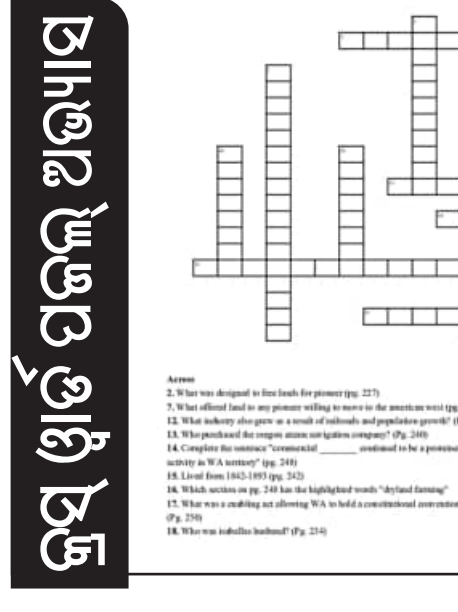 କ୍ରସ୍ ୱାର୍ଡ ପଜଲ୍ ଅଭ୍ୟାସ
Across
2. What was designed to free lands for pioneer (pg. 227)
7. What offered land to any pioneer willing to move to the american west (pg
12. What industry also grew as a result of railroads and population growth? (
13. Who purchased the oregon steam navigation company? (Pg. 240)
14. Complete the sentence "commercial ________ continued to be a
activity in WA territory" (pg. 248)
15. Lived from 1842-1893 (pg. 242)
16. Which section on pg. 248 has the highlighted words "dryland farming"
17. What was a enabling act allowing WA to hold a constitutional convention
(Pg. 250)
18. Who was isabellas husband? (Pg. 234)